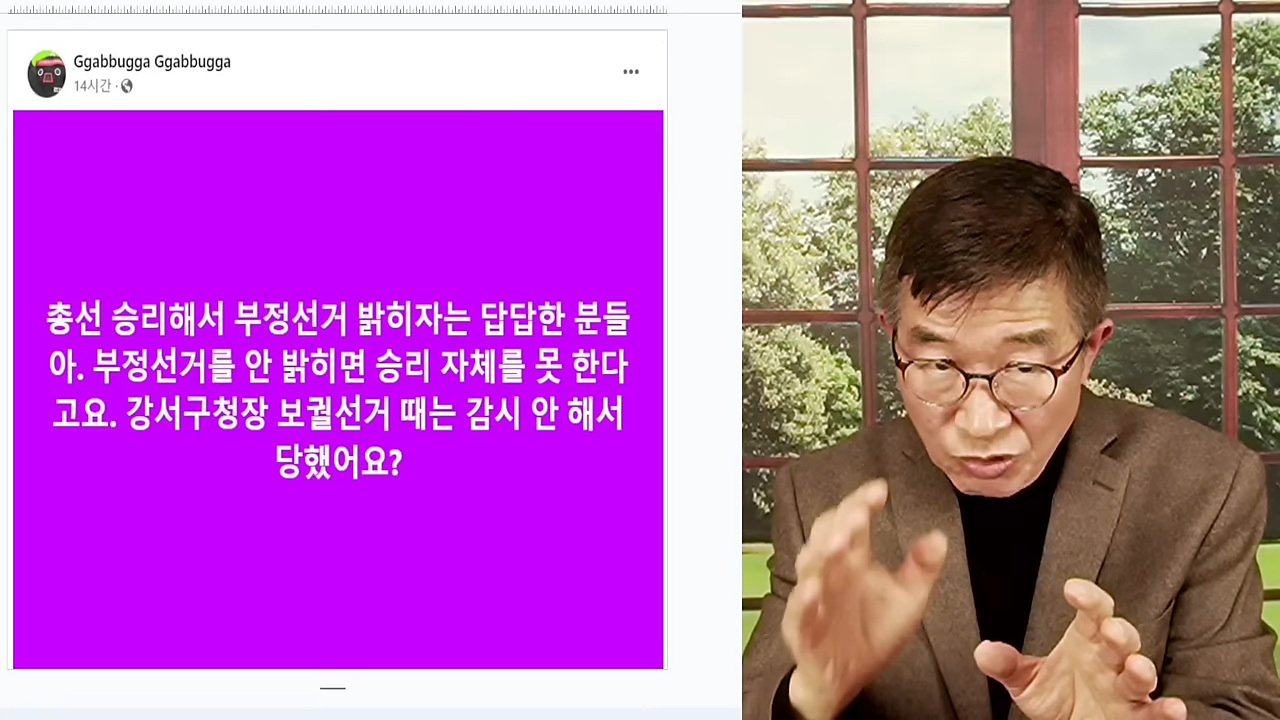 Ggabbugga Ggabbugga
14시간 ·
총선 승리해서 부정선거 밝히자는 답답한 분들
아. 부정선거를 안 밝히면 승리 자체를 못 한다
고요. 강서구청장 보궐선거 때는 감시 안 해서
당했어요?